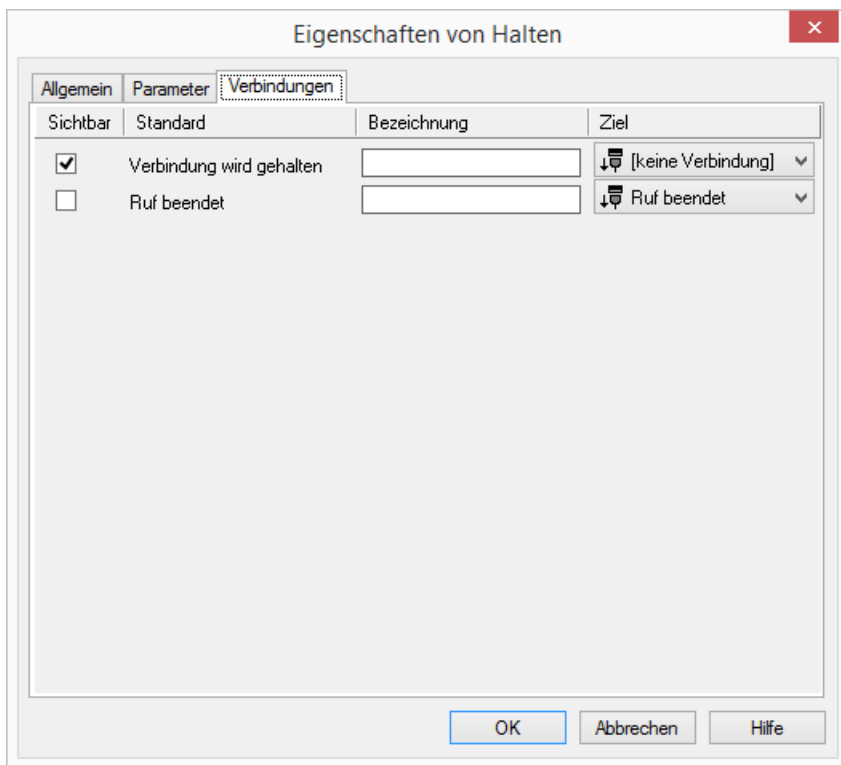 Eigenschaften von Halten
Allgemein Parameter Verbindungen
Sichtbar Standard Bezeichnung Ziel
Verbindung wird gehalten [keine Verbindung]
Ruf beendet Ruf beendet
OK Abbrechen Hilfe